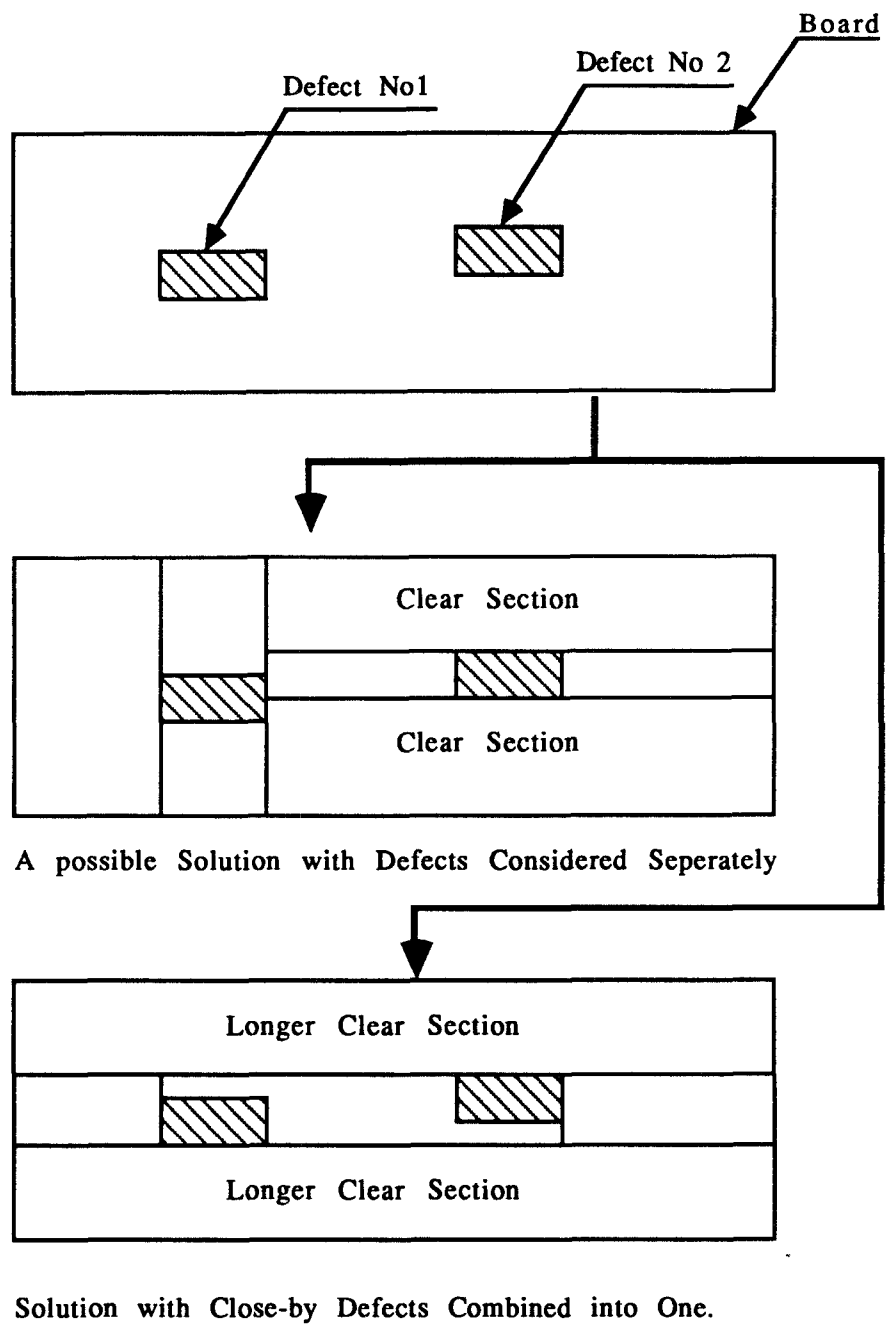 Board
Defect No 2
Defect No1
Clear Section
Clear Section
A possible Solution with Defects Considered Seperately
Longer Clear Section
Longer Clear Section
Solution with Close-by Defects Combined into One.